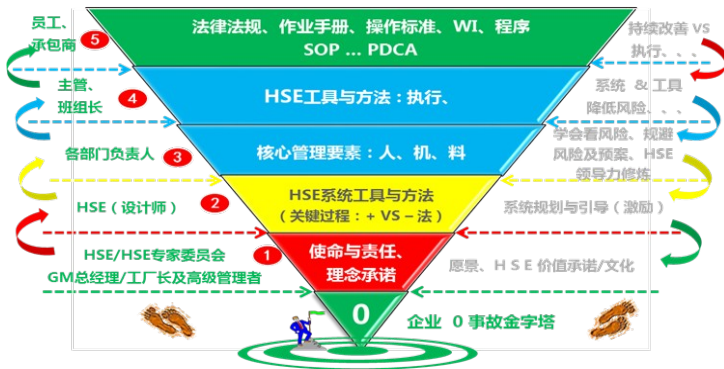 员工、
承包商
5
法律法规、作业手册、操作标准、WI、程序
SOP ... PDCA
持续改善 VS
执行、、、
主管、
班组长
4
HSE工具与方法：执行、
系统 & 工具
降低风险、、、
各部门负责人
3
核心管理要素：人、机、料
学会看风险、规避
风险及预案、HSE
领导力修炼
HSE（设计师）
2
HSE系统工具与方法
（关键过程：+ VS – 法）
系统规划与引导（激励）
HSE/HSE专家委员会
GM总经理/工厂长及高级管理者
1
使命与责任、
理念承诺
愿景、H S E 价值承诺/文化
0
企业 0 事故金字塔